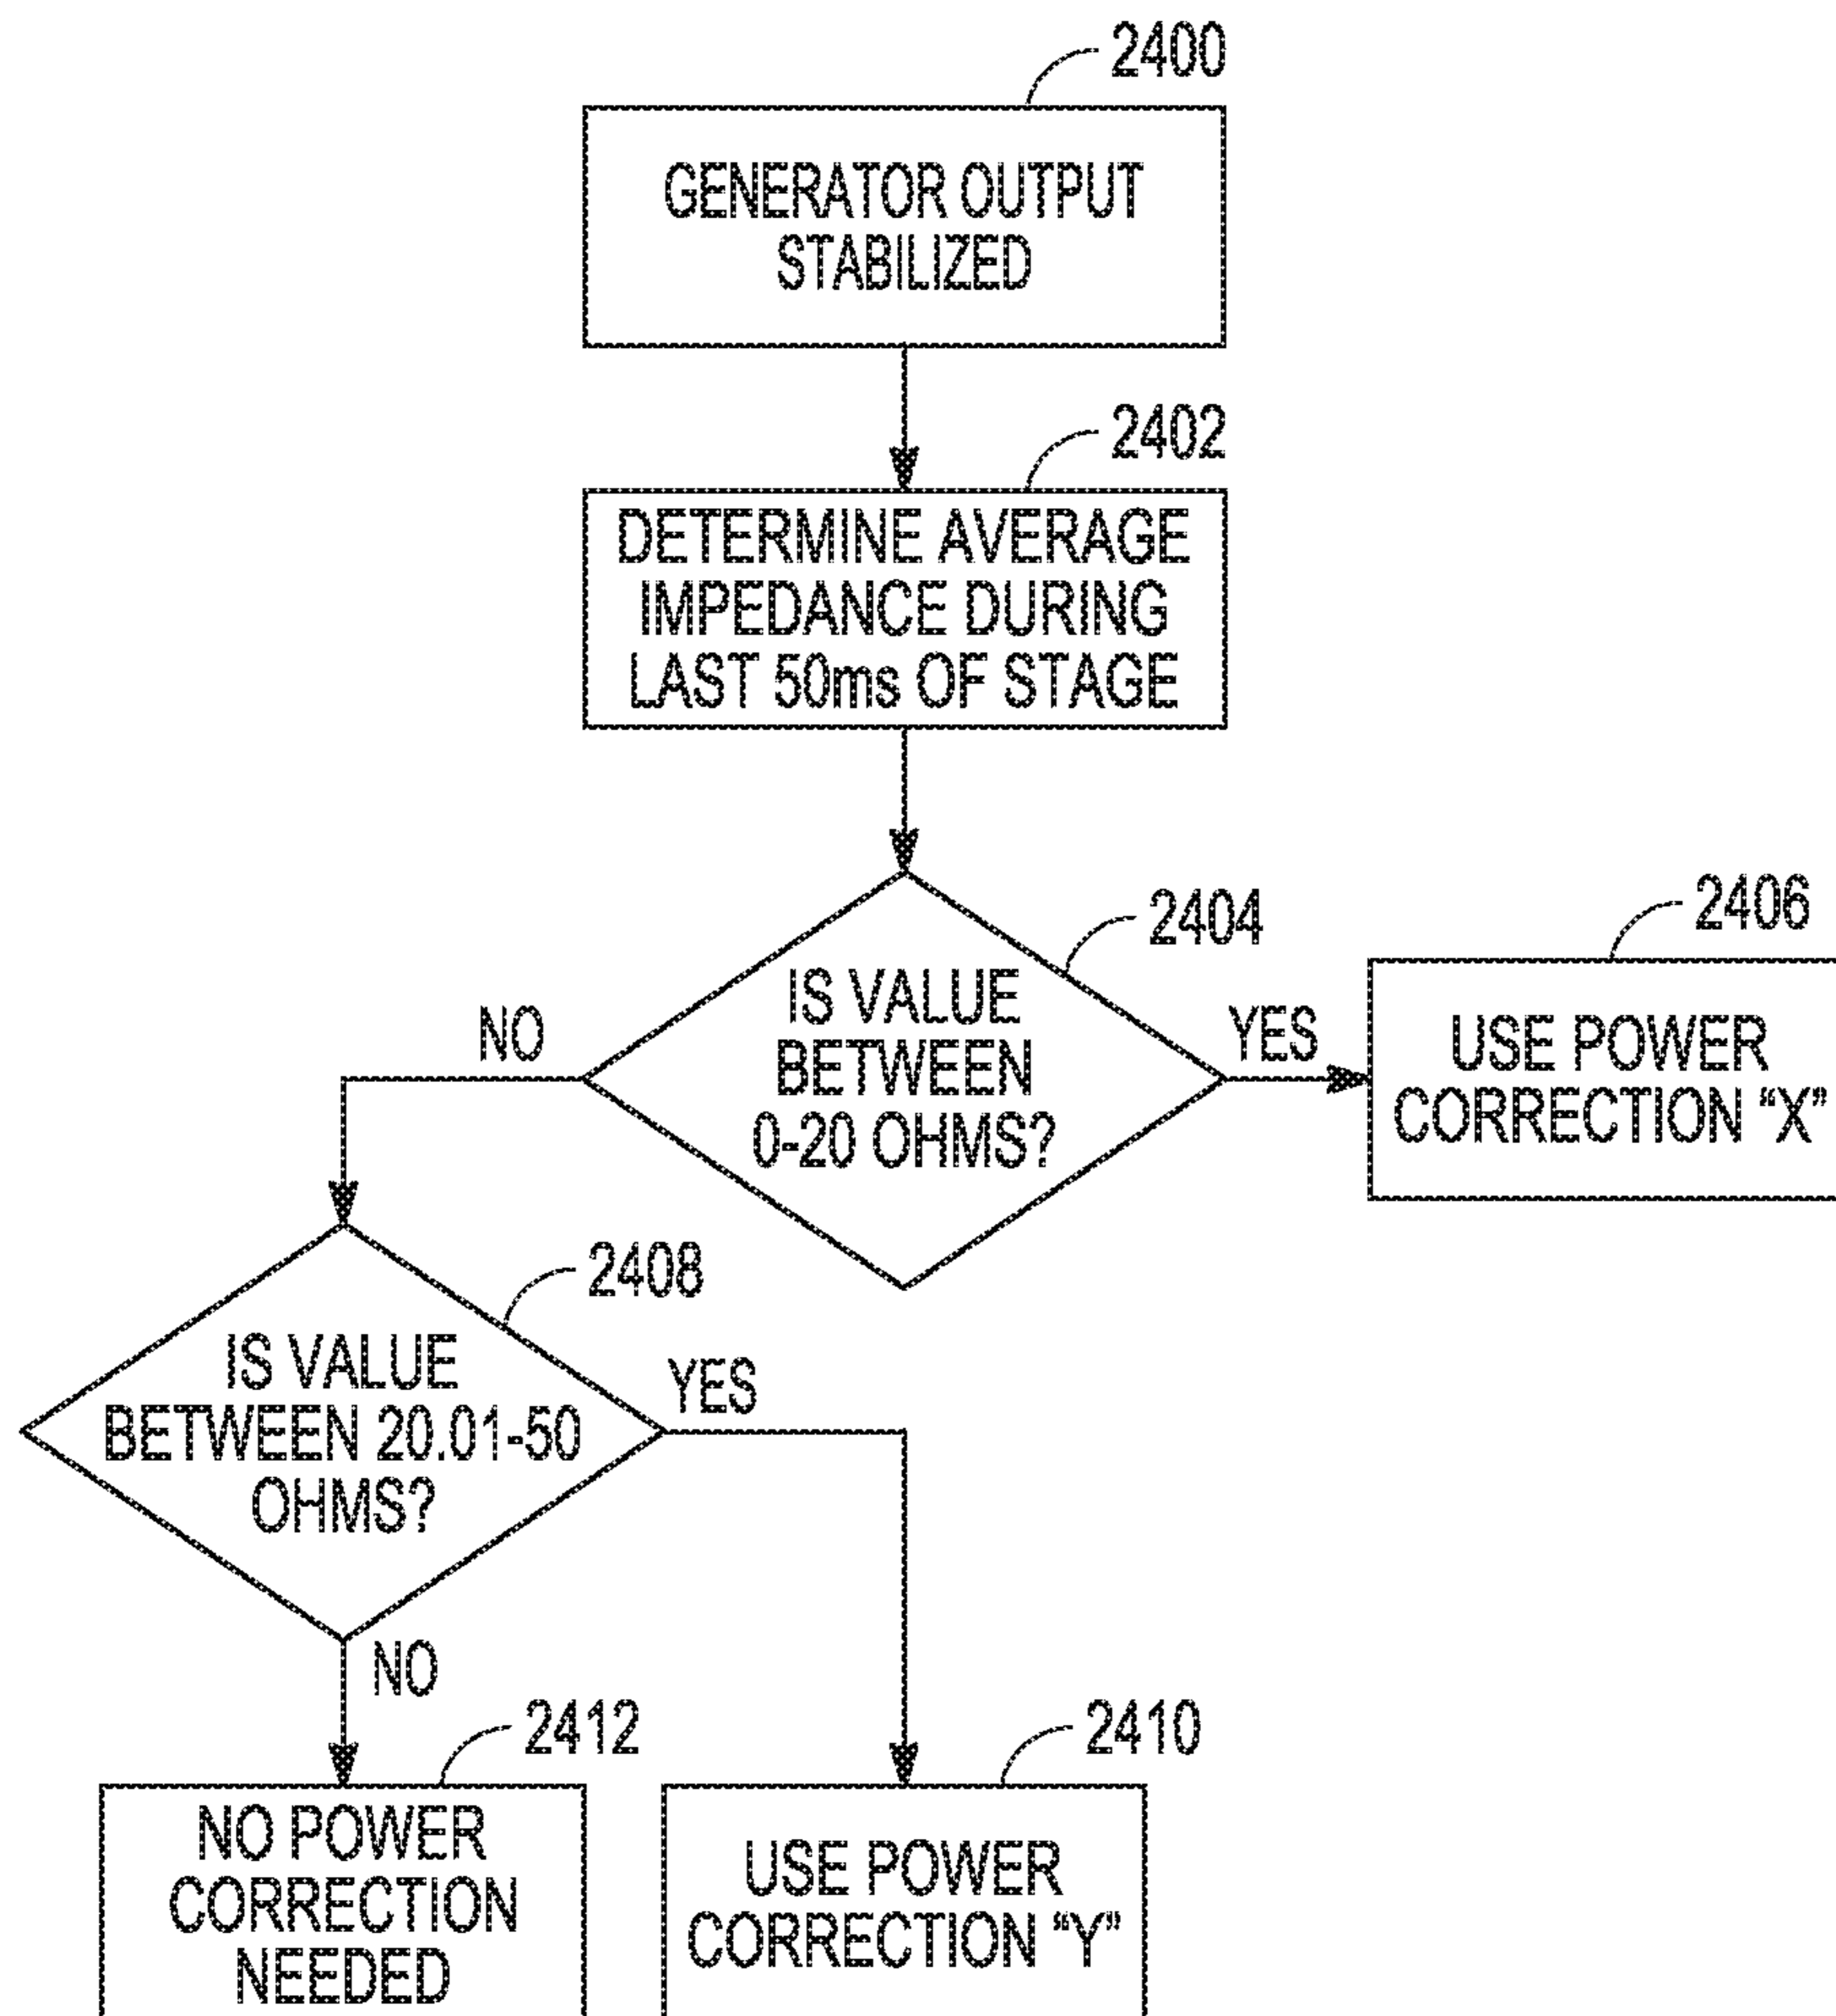 2400
GENERATOR OUTPUT
STABILIZED
2402
DETERMINE AVERAGE
IMPEDANCE DURING
LAST 50ms OF STAGE
2404
IS VALUE
BETWEEN
0-20 OHMS?
NO
YES
2406
USE POWER
CORRECTION “X”
2408
IS VALUE
BETWEEN 20.01-50
OHMS?
YES
NO
2412
NO POWER
CORRECTION
NEEDED
2410
USE POWER
CORRECTION “Y”